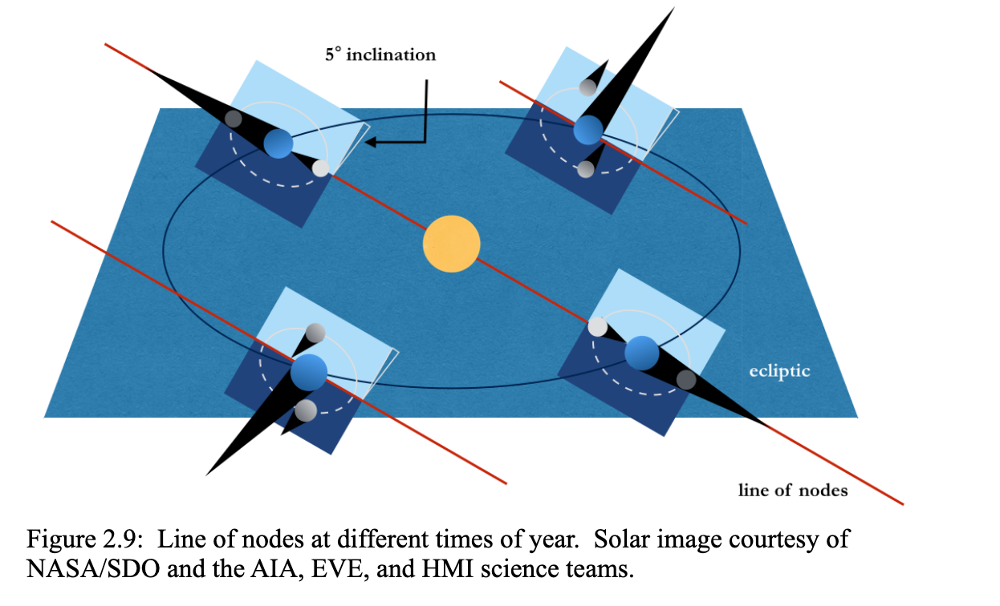 5° inclination
ecliptic
line of nodes
Figure 2.9:  Line of nodes at different times of year.  Solar image courtesy of
NASA/SDO and the AIA, EVE, and HMI science teams.